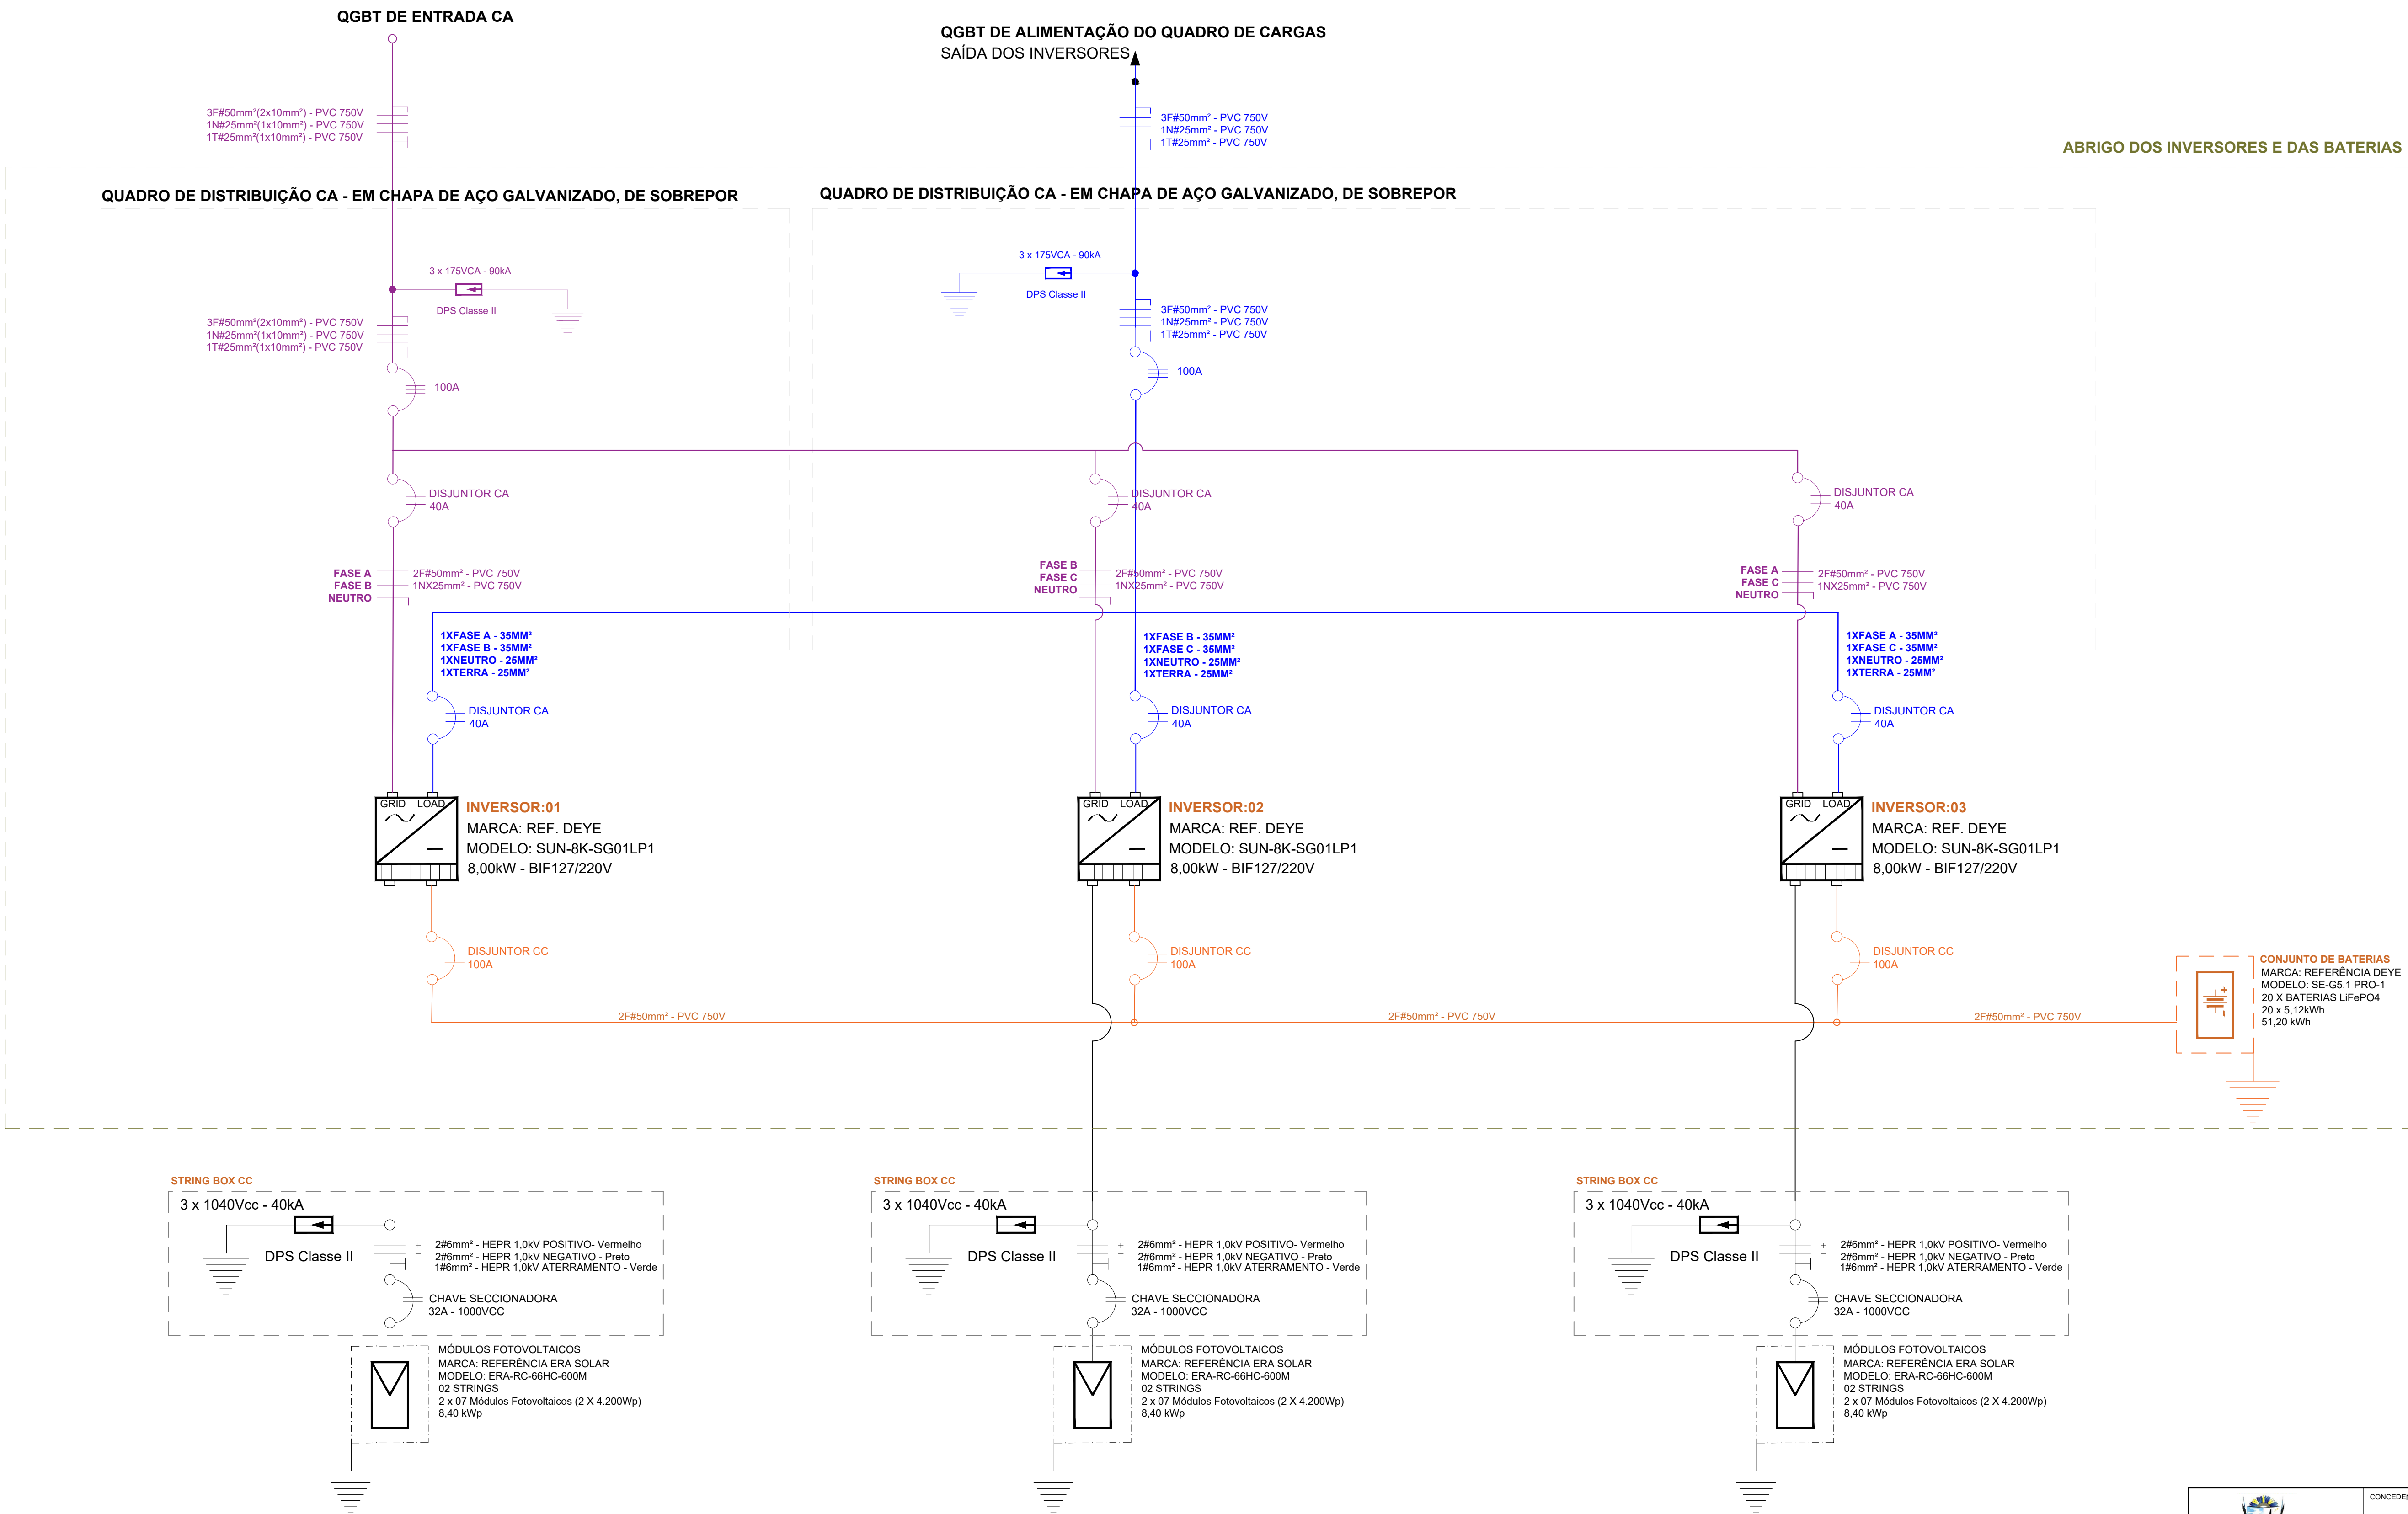 QGBT DE ENTRADA CA
QGBT DE ALIMENTAÇÃO DO QUADRO DE CARGAS
SAÍDA DOS INVERSORES
3F#50mm²(2x10mm²) - PVC 750V
1N#25mm²(1x10mm²) - PVC 750V
1T#25mm²(1x10mm²) - PVC 750V
3F#50mm² - PVC 750V
1N#25mm² - PVC 750V
1T#25mm² - PVC 750V
ABRIGO DOS INVERSORES E DAS BATERIAS
QUADRO DE DISTRIBUIÇÃO CA - EM CHAPA DE AÇO GALVANIZADO, DE SOBREPOR
QUADRO DE DISTRIBUIÇÃO CA - EM CHAPA DE AÇO GALVANIZADO, DE SOBREPOR
3 x 175VCA - 90kA
DPS Classe II
3F#50mm²(2x10mm²) - PVC 750V
1N#25mm²(1x10mm²) - PVC 750V
1T#25mm²(1x10mm²) - PVC 750V
100A
3 x 175VCA - 90kA
DPS Classe II
3F#50mm² - PVC 750V
1N#25mm² - PVC 750V
1T#25mm² - PVC 750V
100A
DISJUNTOR CA
40A
DISJUNTOR CA
40A
DISJUNTOR CA
40A
FASE A
FASE B
NEUTRO
2F#50mm² - PVC 750V
1NX25mm² - PVC 750V
FASE B
FASE C
NEUTRO
2F#50mm² - PVC 750V
1NX25mm² - PVC 750V
FASE A
FASE C
NEUTRO
2F#50mm² - PVC 750V
1NX25mm² - PVC 750V
1XFASE A - 35MM²
1XFASE B - 35MM²
1XNEUTRO - 25MM²
1XTERRA - 25MM²
1XFASE B - 35MM²
1XFASE C - 35MM²
1XNEUTRO - 25MM²
1XTERRA - 25MM²
1XFASE A - 35MM²
1XFASE C - 35MM²
1XNEUTRO - 25MM²
1XTERRA - 25MM²
DISJUNTOR CA
40A
DISJUNTOR CA
40A
DISJUNTOR CA
40A
GRID LOAD
INVERSOR:01
MARCA: REF. DEYE
MODELO: SUN-8K-SG01LP1
8,00kW - BIF127/220V
GRID LOAD
INVERSOR:02
MARCA: REF. DEYE
MODELO: SUN-8K-SG01LP1
8,00kW - BIF127/220V
GRID LOAD
INVERSOR:03
MARCA: REF. DEYE
MODELO: SUN-8K-SG01LP1
8,00kW - BIF127/220V
DISJUNTOR CC
100A
DISJUNTOR CC
100A
DISJUNTOR CC
100A
2F#50mm² - PVC 750V
2F#50mm² - PVC 750V
2F#50mm² - PVC 750V
+
-
CONJUNTO DE BATERIAS
MARCA: REFERÊNCIA DEYE
MODELO: SE-G5.1 PRO-1
20 X BATERIAS LiFePO4
20 x 5,12kWh
51,20 kWh
STRING BOX CC
3 x 1040Vcc - 40kA
DPS Classe II
+
-
2#6mm² - HEPR 1,0kV POSITIVO- Vermelho
2#6mm² - HEPR 1,0kV NEGATIVO - Preto
1#6mm² - HEPR 1,0kV ATERRAMENTO - Verde
CHAVE SECCIONADORA
32A - 1000VCC
MÓDULOS FOTOVOLTAICOS
MARCA: REFERÊNCIA ERA SOLAR
MODELO: ERA-RC-66HC-600M
02 STRINGS
2 x 07 Módulos Fotovoltaicos (2 X 4.200Wp)
8,40 kWp
STRING BOX CC
3 x 1040Vcc - 40kA
DPS Classe II
+
-
2#6mm² - HEPR 1,0kV POSITIVO- Vermelho
2#6mm² - HEPR 1,0kV NEGATIVO - Preto
1#6mm² - HEPR 1,0kV ATERRAMENTO - Verde
CHAVE SECCIONADORA
32A - 1000VCC
MÓDULOS FOTOVOLTAICOS
MARCA: REFERÊNCIA ERA SOLAR
MODELO: ERA-RC-66HC-600M
02 STRINGS
2 x 07 Módulos Fotovoltaicos (2 X 4.200Wp)
8,40 kWp
STRING BOX CC
3 x 1040Vcc - 40kA
DPS Classe II
+
-
2#6mm² - HEPR 1,0kV POSITIVO- Vermelho
2#6mm² - HEPR 1,0kV NEGATIVO - Preto
1#6mm² - HEPR 1,0kV ATERRAMENTO - Verde
CHAVE SECCIONADORA
32A - 1000VCC
MÓDULOS FOTOVOLTAICOS
MARCA: REFERÊNCIA ERA SOLAR
MODELO: ERA-RC-66HC-600M
02 STRINGS
2 x 07 Módulos Fotovoltaicos (2 X 4.200Wp)
8,40 kWp